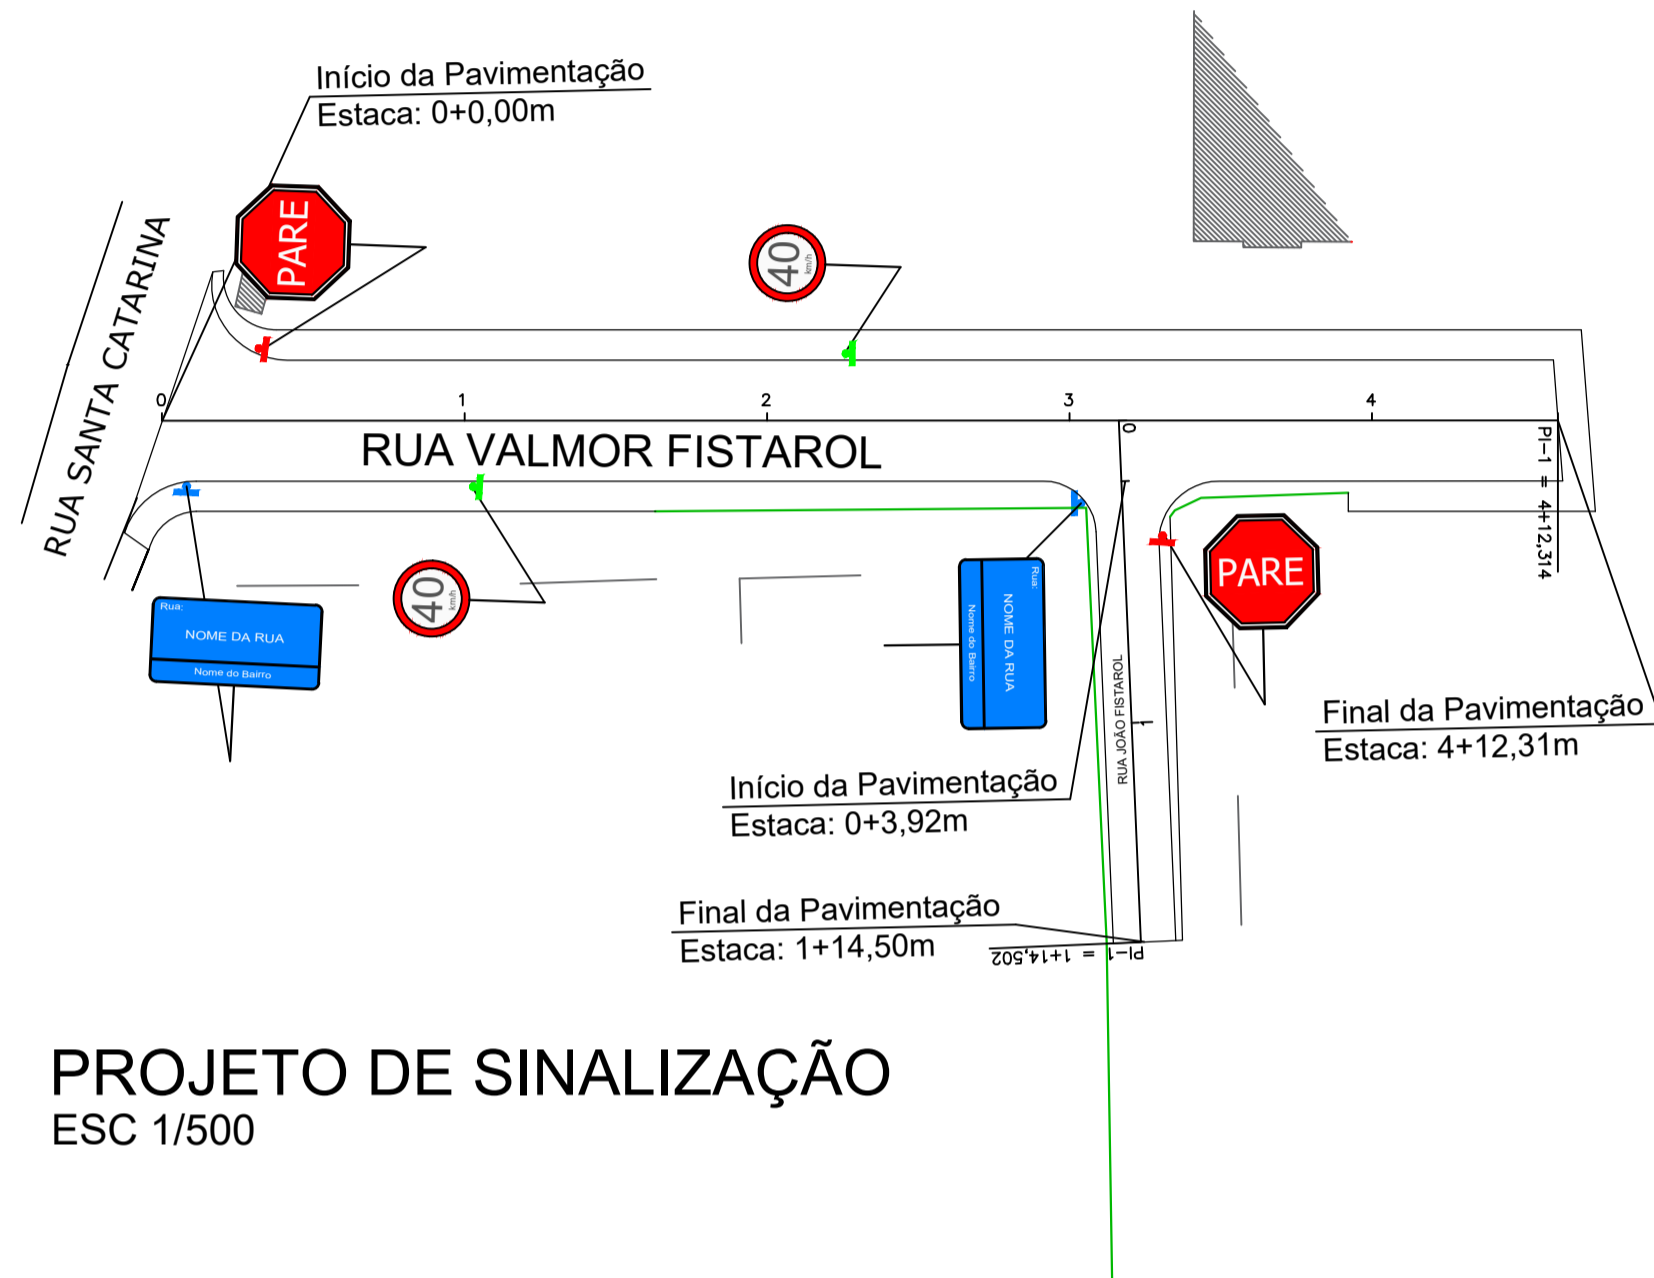 Início da Pavimentação
Estaca: 0+0,00m
PARE
40
km/h
RUA SANTA CATARINA
0
1
2
3
4
RUA VALMOR FISTAROL
0
PI-1 = 4+12,314
40
km/h
PARE
Rua:
NOME DA RUA
Nome do Bairro
Rua:
NOME DA RUA
Nome do Bairro
RUA JOÃO FISTAROL
1
Final da Pavimentação
Estaca: 4+12,31m
Início da Pavimentação
Estaca: 0+3,92m
Final da Pavimentação
Estaca: 1+14,50m
PI-1 = 1+14,502
PROJETO DE SINALIZAÇÃO
ESC 1/500